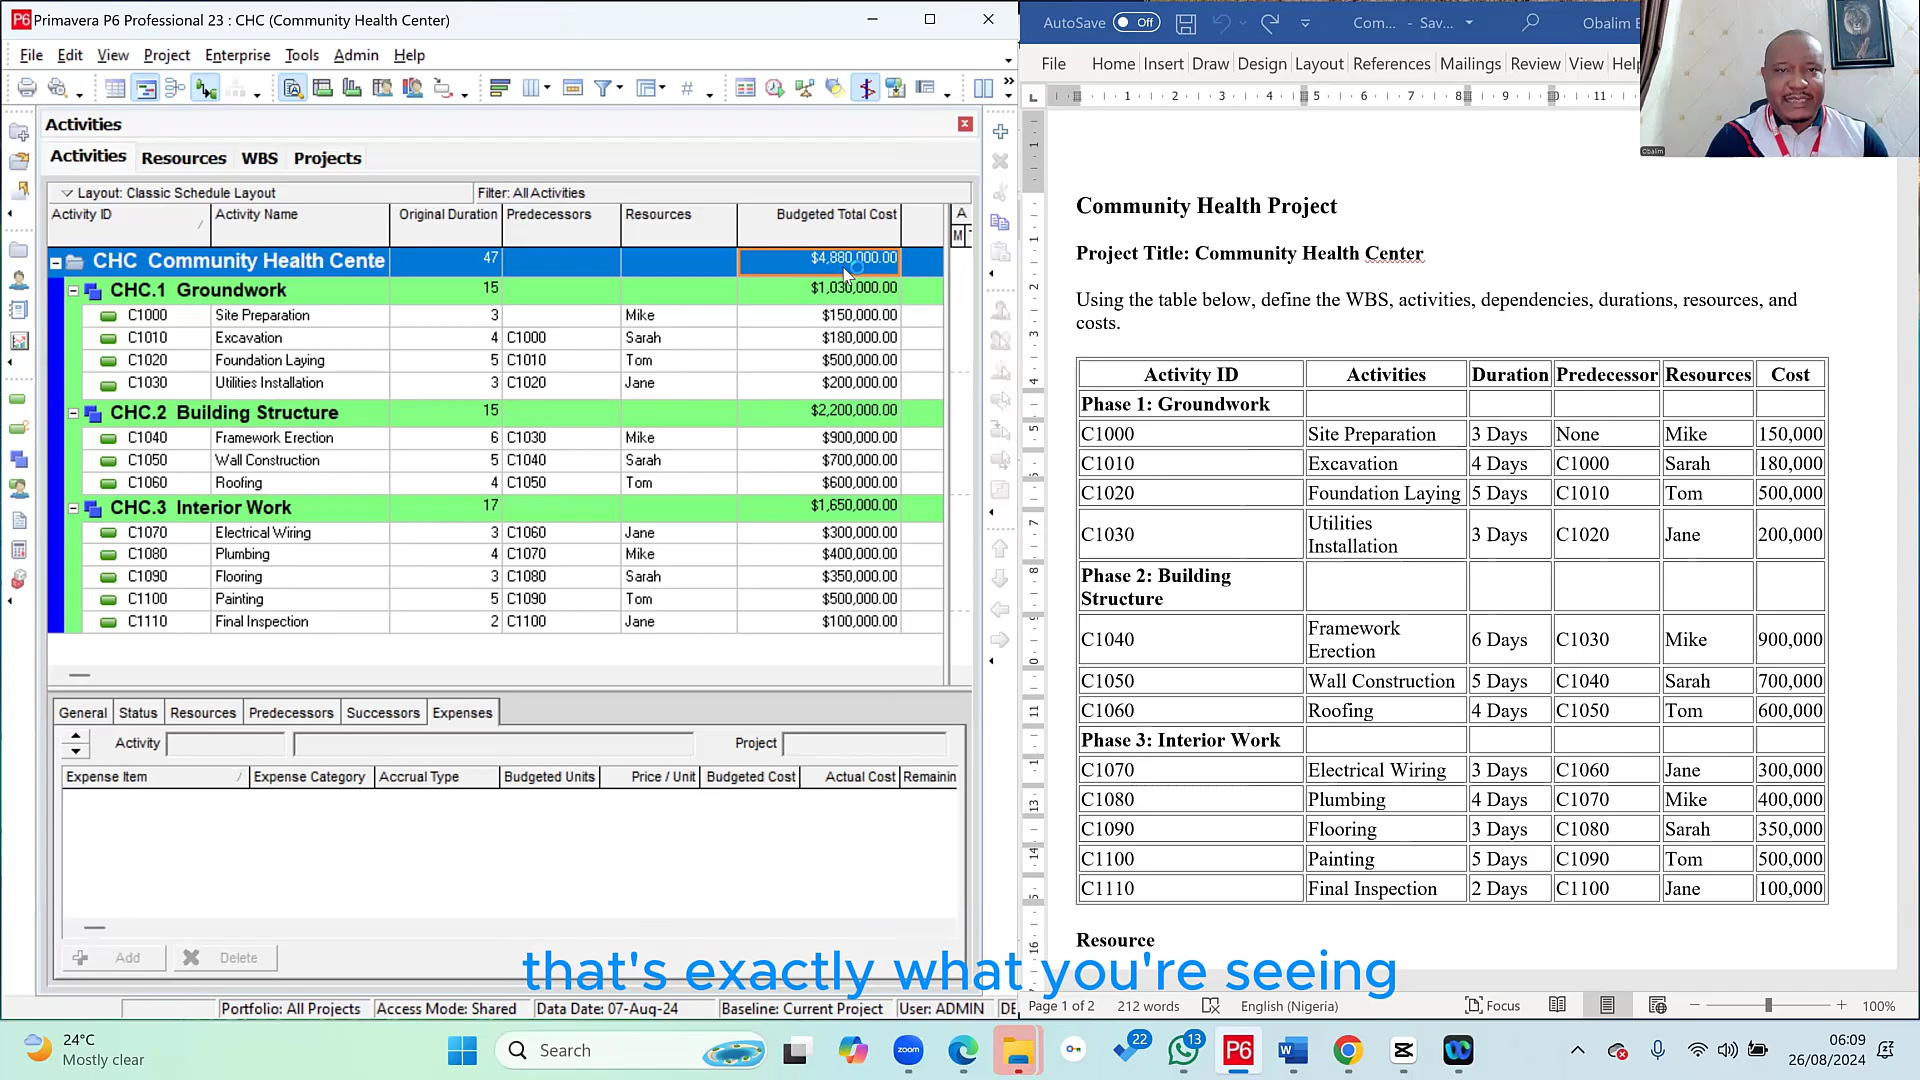 P6 Primavera P6 Professional 23 : CHC (Community Health Center)
File Edit View Project Enterprise Tools Admin Help
Activities
Activities Resources WBS Projects
Layout: Classic Schedule Layout Filter: All Activities
Activity ID Activity Name Original Duration Predecessors Resources Budgeted Total Cost A
M
CHC Community Health Cente 47 $4,880,000.00
CHC.1 Groundwork 15 $1,030,000.00
C1000 Site Preparation 3 Mike $150,000.00
C1010 Excavation 4 C1000 Sarah $180,000.00
C1020 Foundation Laying 5 C1010 Tom $500,000.00
C1030 Utilities Installation 3 C1020 Jane $200,000.00
CHC.2 Building Structure 15 $2,200,000.00
C1040 Framework Erection 6 C1030 Mike $900,000.00
C1050 Wall Construction 5 C1040 Sarah $700,000.00
C1060 Roofing 4 C1050 Tom $600,000.00
CHC.3 Interior Work 17 $1,650,000.00
C1070 Electrical Wiring 3 C1060 Jane $300,000.00
C1080 Plumbing 4 C1070 Mike $400,000.00
C1090 Flooring 3 C1080 Sarah $350,000.00
C1100 Painting 5 C1090 Tom $500,000.00
C1110 Final Inspection 2 C1100 Jane $100,000.00
General Status Resources Predecessors Successors Expenses
Activity Project
Expense Item Expense Category Accrual Type Budgeted Units Price / Unit Budgeted Cost Actual Cost Remainin
Add Delete
Portfolio: All Projects Access Mode: Shared Data Date: 07-Aug-24 Baseline: Current Project User: ADMIN
AutoSave Off Com... - Sav... Obalim
File Home Insert Draw Design Layout References Mailings Review View Help
Obalim
Community Health Project
Project Title: Community Health Center
Using the table below, define the WBS, activities, dependencies, durations, resources, and
costs.
Activity ID Activities Duration Predecessor Resources Cost
Phase 1: Groundwork
C1000 Site Preparation 3 Days None Mike 150,000
C1010 Excavation 4 Days C1000 Sarah 180,000
C1020 Foundation Laying 5 Days C1010 Tom 500,000
C1030 Utilities Installation 3 Days C1020 Jane 200,000
Phase 2: Building
Structure
C1040 Framework Erection 6 Days C1030 Mike 900,000
C1050 Wall Construction 5 Days C1040 Sarah 700,000
C1060 Roofing 4 Days C1050 Tom 600,000
Phase 3: Interior Work
C1070 Electrical Wiring 3 Days C1060 Jane 300,000
C1080 Plumbing 4 Days C1070 Mike 400,000
C1090 Flooring 3 Days C1080 Sarah 350,000
C1100 Painting 5 Days C1090 Tom 500,000
C1110 Final Inspection 2 Days C1100 Jane 100,000
Resource
that's exactly what you're seeing
Page 1 of 2 212 words English (Nigeria) Focus 100%
24°C
Mostly clear
Search
zoom
22
13
P6
06:09
26/08/2024